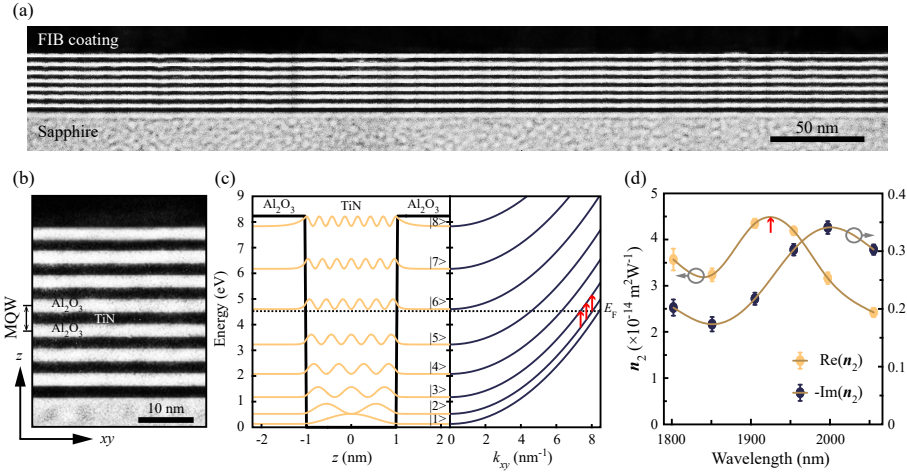 (a)
FIB coating
Sapphire
50 nm
(b)
MQW
Al₂O₃
TiN
Al₂O₃
z
xy
10 nm
(c)
Al₂O₃
TiN
Al₂O₃
9
8
7
6
5
4
3
2
1
0
Energy (eV)
|8>
|7>
|6>
|5>
|4>
|3>
|2>
|1>
E_F
-2
-1
0
1
2
z (nm)
0
2
4
6
8
k_xy (nm⁻¹)
(d)
5
4
3
2
1
0
n₂ (×10⁻¹⁴ m²W⁻¹)
0.4
0.3
0.2
0.1
0
Re(n₂)
-Im(n₂)
1800
1900
2000
Wavelength (nm)